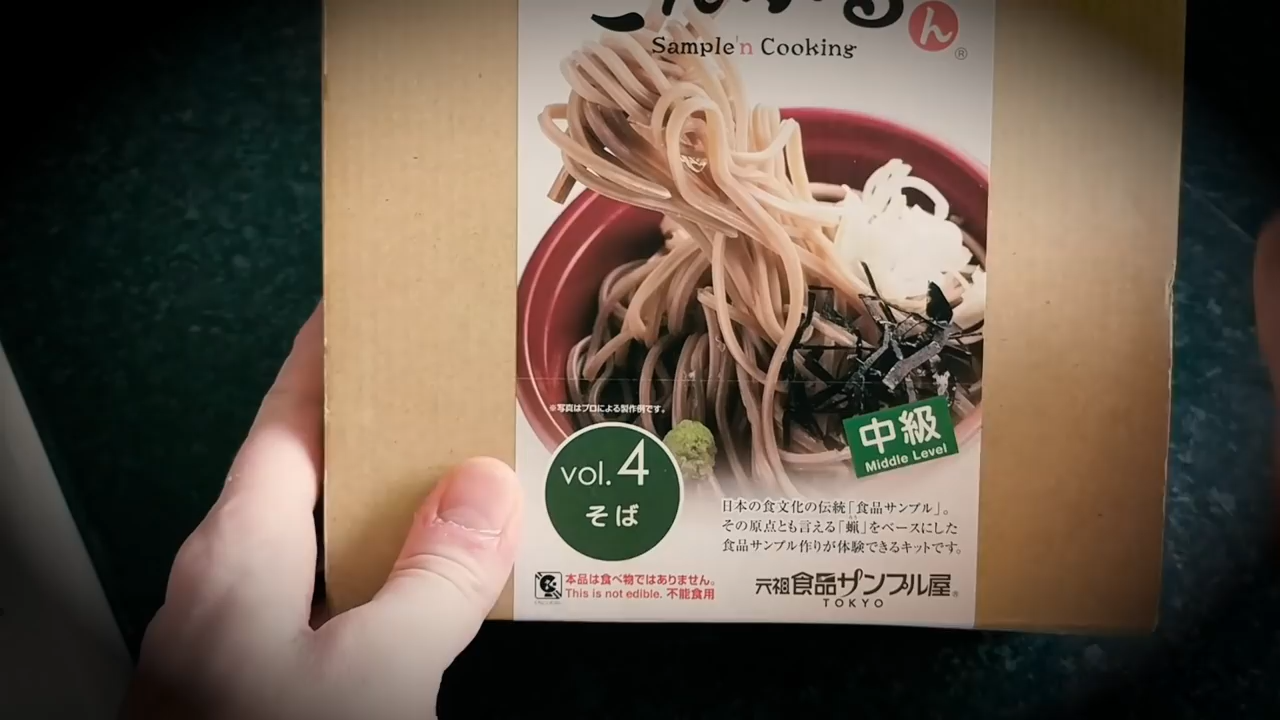 ん
Sample'n Cooking
®
※写真はプロによる製作例です。
vol.4
そば
中級
Middle Level
日本の食文化の伝統「食品サンプル」。
その原点とも言える「蝋」をベースにした
食品サンプル作りが体験できるキットです。
本品は食べ物ではありません。
This is not edible. 不能食用
元祖食品サンプル屋®
TOKYO